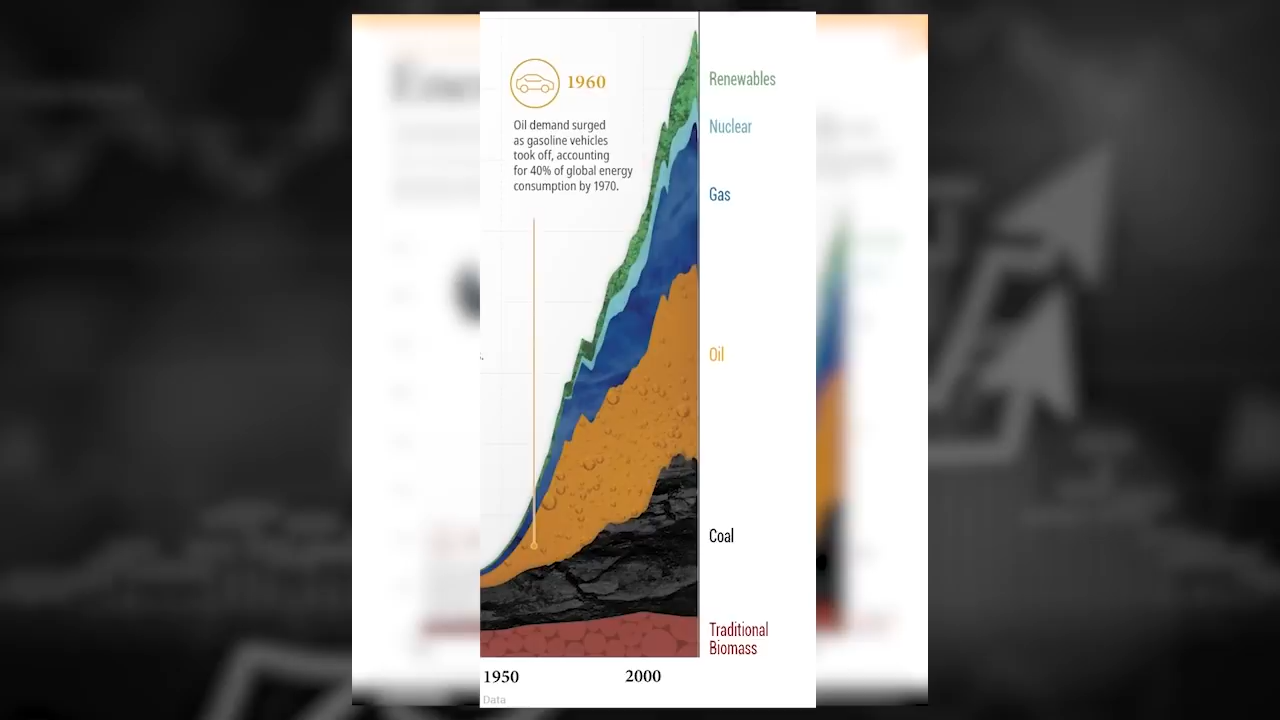 1960
Oil demand surged
as gasoline vehicles
took off, accounting
for 40% of global energy
consumption by 1970.
Renewables
Nuclear
Gas
Oil
Coal
Traditional
Biomass
1950
2000
Data